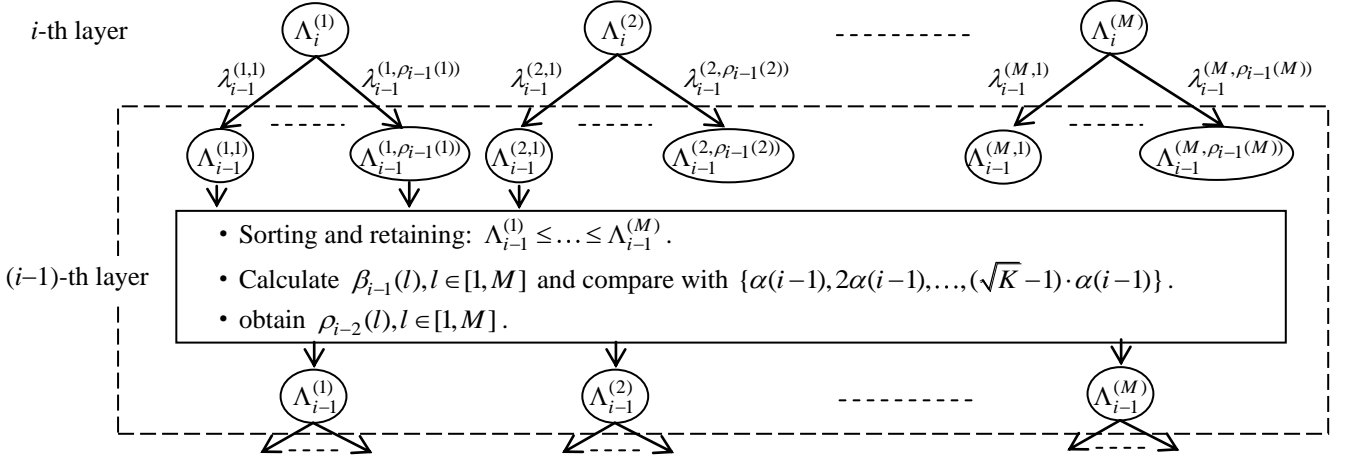 i-th layer Λ_i^{(1)} Λ_i^{(2)} Λ_i^{(M)}
λ_{i−1}^{(1,1)} λ_{i−1}^{(1,ρ_{i−1}(1))} λ_{i−1}^{(2,1)} λ_{i−1}^{(2,ρ_{i−1}(2))} λ_{i−1}^{(M,1)} λ_{i−1}^{(M,ρ_{i−1}(M))}
Λ_{i−1}^{(1,1)} Λ_{i−1}^{(1,ρ_{i−1}(1))} Λ_{i−1}^{(2,1)} Λ_{i−1}^{(2,ρ_{i−1}(2))} Λ_{i−1}^{(M,1)} Λ_{i−1}^{(M,ρ_{i−1}(M))}
• Sorting and retaining: Λ_{i−1}^{(1)} ≤ … ≤ Λ_{i−1}^{(M)}.
(i−1)-th layer
• Calculate β_{i−1}(l), l ∈ [1, M] and compare with {α(i−1), 2α(i−1), …, (√K −1)·α(i−1)}.
• obtain ρ_{i−2}(l), l ∈ [1, M].
Λ_{i−1}^{(1)} Λ_{i−1}^{(2)} Λ_{i−1}^{(M)}